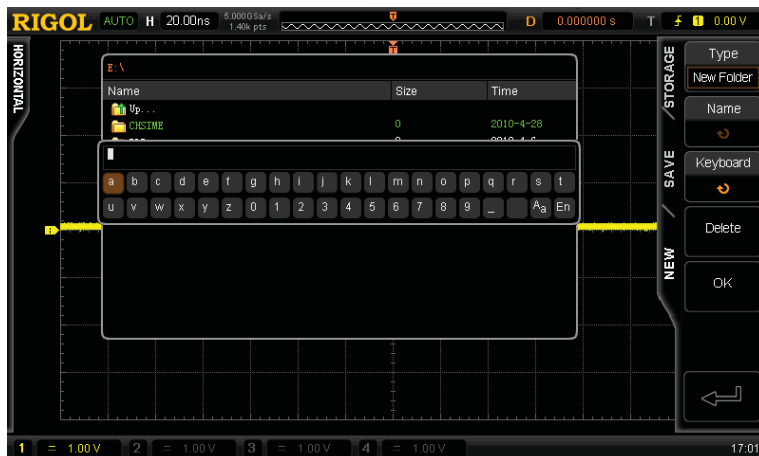 RIGOL AUTO H 20.00ns 5.000GSa/s 1.40k pts T D 0.000000 s T 1 0.00 V
HORIZONTAL
T
E:\
Name Size Time
Up...
CHSIME 0 2010-4-28
a b c d e f g h i j k l m n o p q r s t
u v w x y z 0 1 2 3 4 5 6 7 8 9 _ Aa En
STORAGE
SAVE
NEW
Type
New Folder
Name
Keyboard
Delete
OK
1 = 1.00 V 2 = 1.00 V 3 = 1.00 V 4 = 1.00 V 17:01